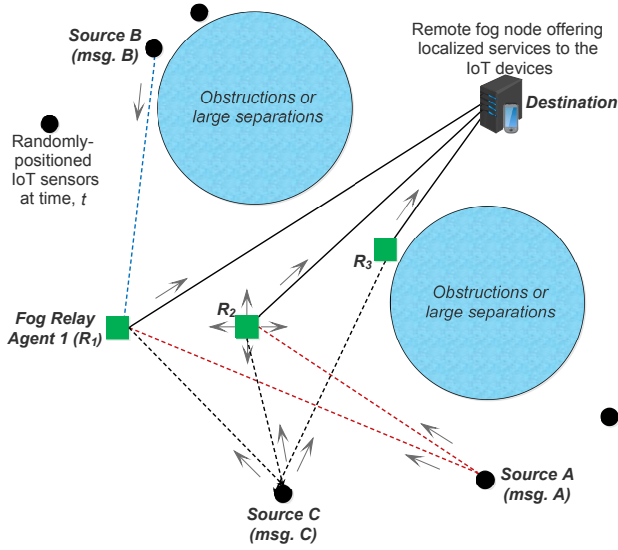 Source B
(msg. B)
Remote fog node offering
localized services to the
IoT devices
Destination
Obstructions or
large separations
Randomly-
positioned
IoT sensors
at time, t
R3
Obstructions or
large separations
R2
Fog Relay
Agent 1 (R1)
Source A
(msg. A)
Source C
(msg. C)